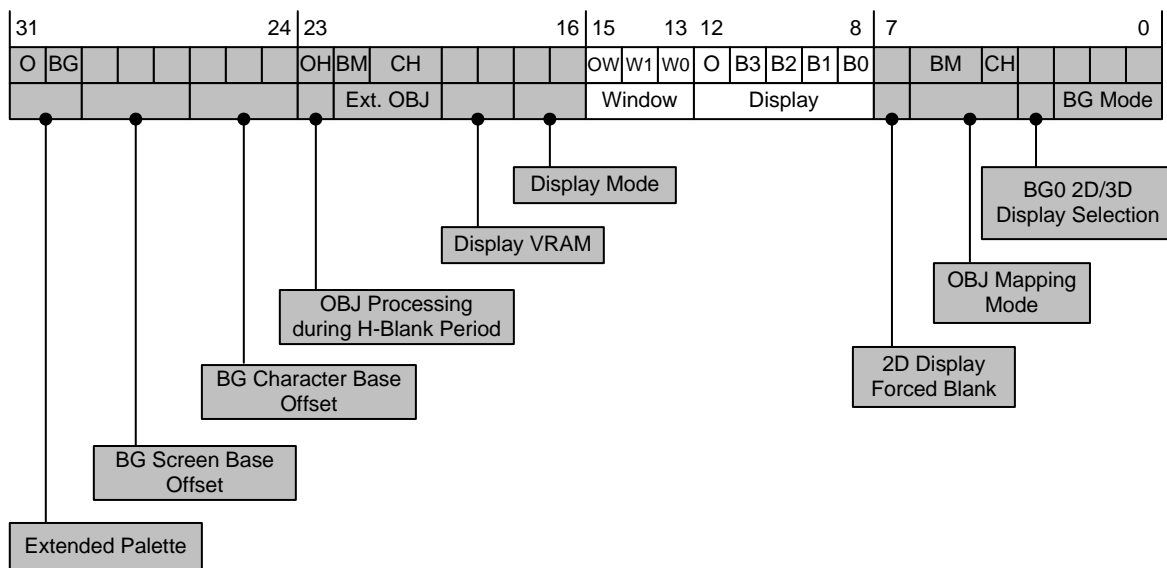 31 24 23 16 15 13 12 8 7 0
O BG OH BM CH OW W1 W0 O B3 B2 B1 B0 BM CH
Ext. OBJ Window Display BG Mode
Display Mode
BG0 2D/3D
Display Selection
Display VRAM
OBJ Mapping
Mode
OBJ Processing
during H-Blank Period
2D Display
Forced Blank
BG Character Base
Offset
BG Screen Base
Offset
Extended Palette